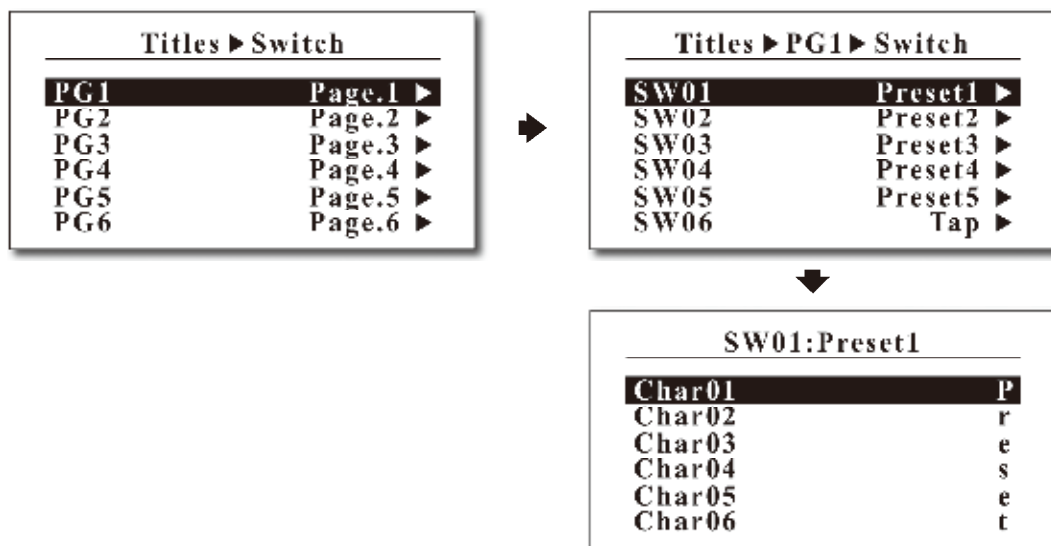 Titles ▶ Switch
PG1 Page.1 ▶
PG2 Page.2 ▶
PG3 Page.3 ▶
PG4 Page.4 ▶
PG5 Page.5 ▶
PG6 Page.6 ▶
Titles ▶ PG1 ▶ Switch
SW01 Preset1 ▶
SW02 Preset2 ▶
SW03 Preset3 ▶
SW04 Preset4 ▶
SW05 Preset5 ▶
SW06 Tap ▶
SW01:Preset1
Char01 P
Char02 r
Char03 e
Char04 s
Char05 e
Char06 t